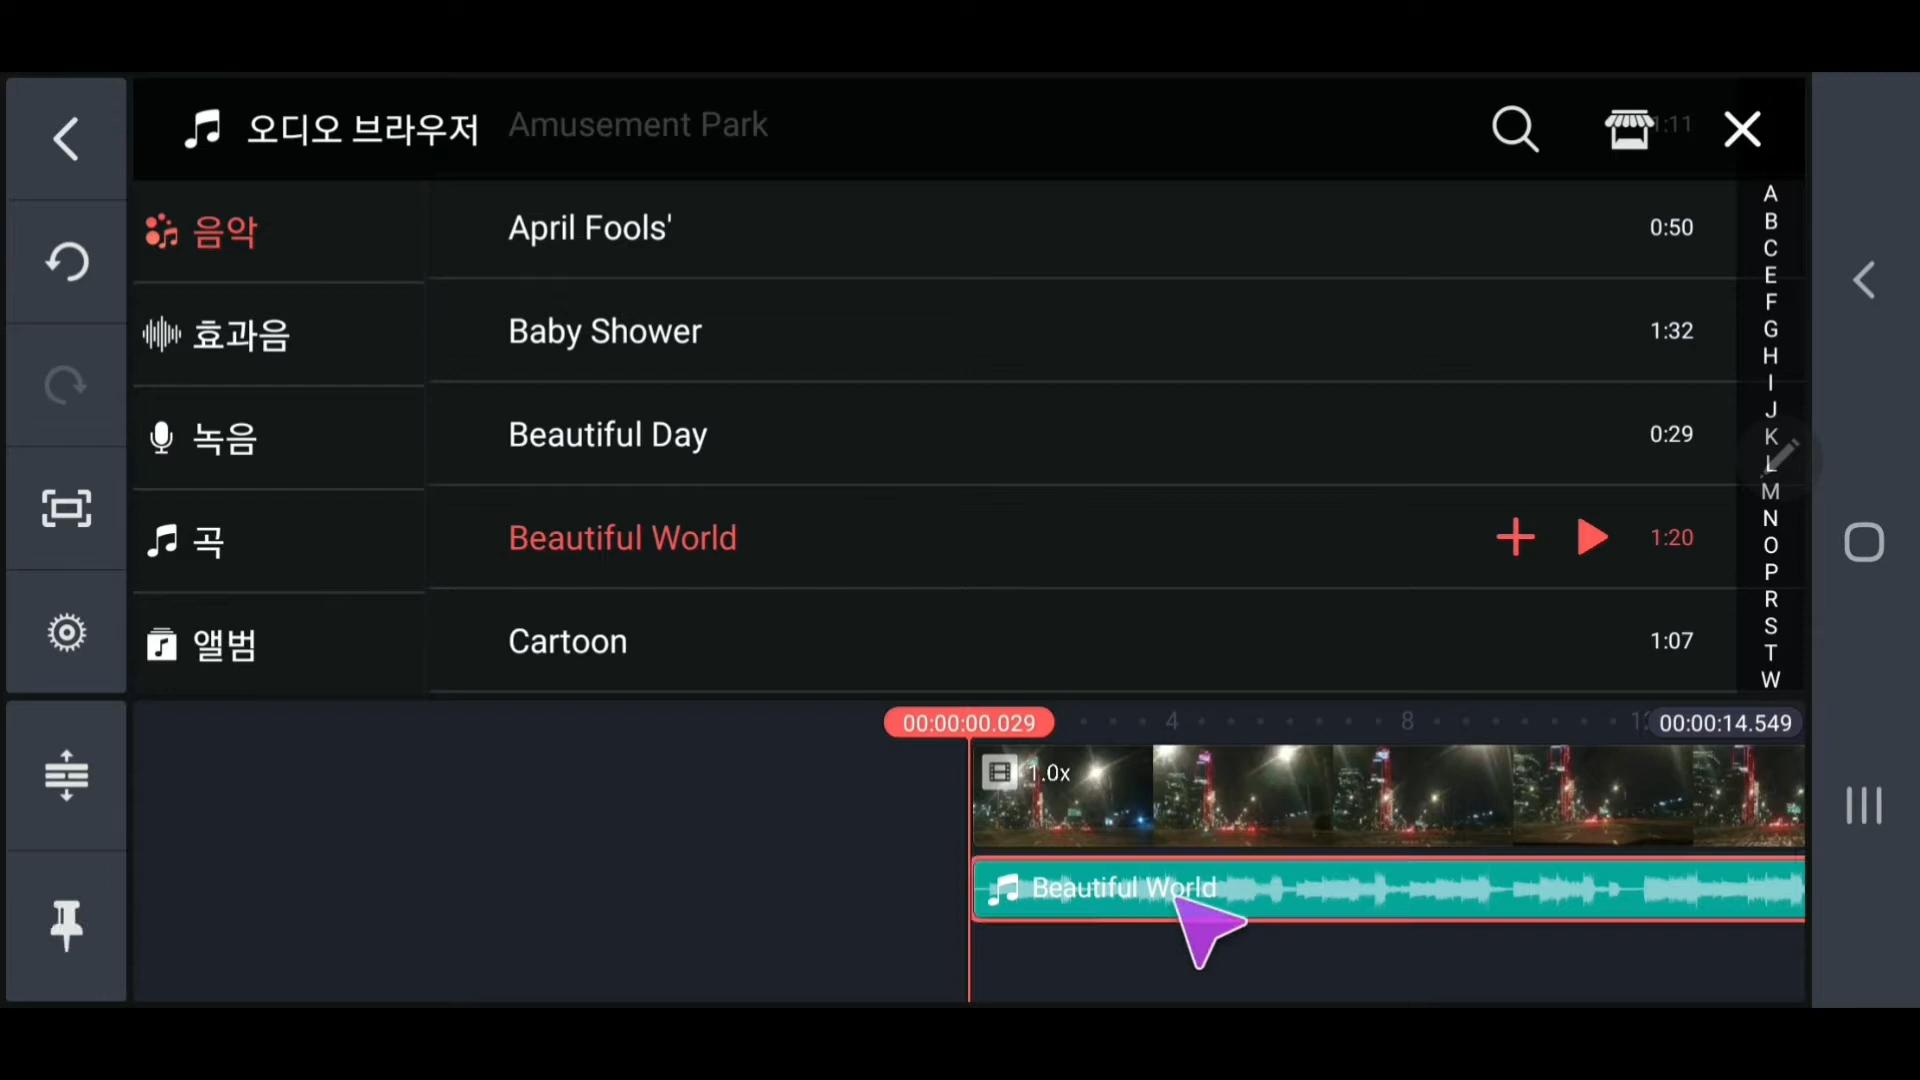 오디오 브라우저
Amusement Park
1:11
음악
효과음
녹음
곡
앨범
April Fools' 0:50
Baby Shower 1:32
Beautiful Day 0:29
Beautiful World 1:20
Cartoon 1:07
A
B
C
E
F
G
H
I
J
K
L
M
N
O
P
R
S
T
W
00:00:00.029 4 8 00:00:14.549
1.0x
Beautiful World